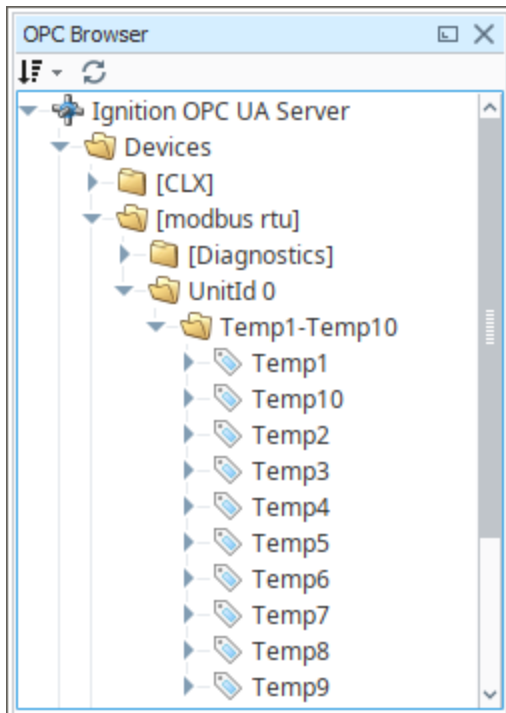 OPC Browser
Ignition OPC UA Server
Devices
[CLX]
[modbus rtu]
[Diagnostics]
UnitId 0
Temp1-Temp10
Temp1
Temp10
Temp2
Temp3
Temp4
Temp5
Temp6
Temp7
Temp8
Temp9